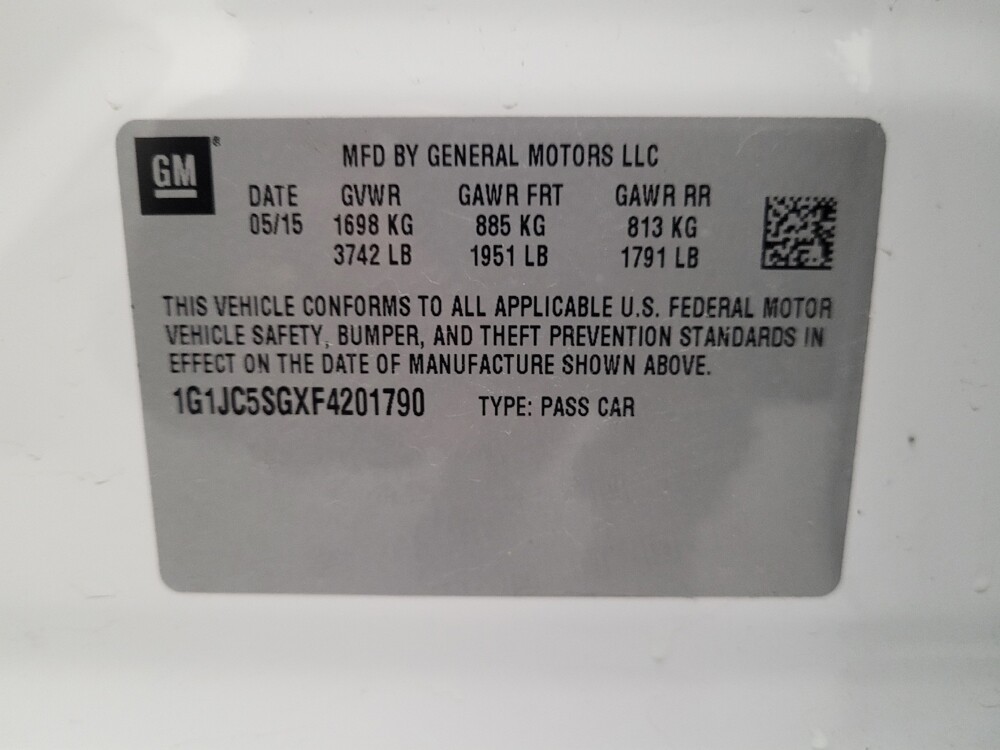 GM®
MFD BY GENERAL MOTORS LLC
DATE GVWR GAWR FRT GAWR RR
05/15 1698 KG 885 KG 813 KG
3742 LB 1951 LB 1791 LB
THIS VEHICLE CONFORMS TO ALL APPLICABLE U.S. FEDERAL MOTOR
VEHICLE SAFETY, BUMPER, AND THEFT PREVENTION STANDARDS IN
EFFECT ON THE DATE OF MANUFACTURE SHOWN ABOVE.
1G1JC5SGXF4201790 TYPE: PASS CAR